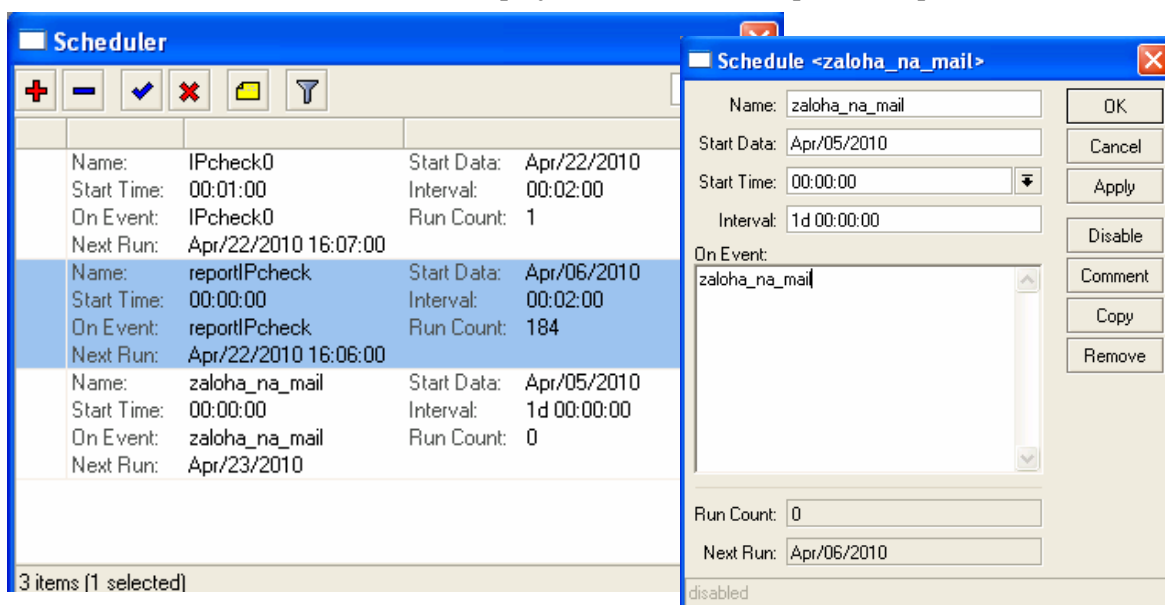 Scheduler
Name: IPcheck0 Start Data: Apr/22/2010
Start Time: 00:01:00 Interval: 00:02:00
On Event: IPcheck0 Run Count: 1
Next Run: Apr/22/2010 16:07:00
Name: reportIPcheck Start Data: Apr/06/2010
Start Time: 00:00:00 Interval: 00:02:00
On Event: reportIPcheck Run Count: 184
Next Run: Apr/22/2010 16:06:00
Name: zaloha_na_mail Start Data: Apr/05/2010
Start Time: 00:00:00 Interval: 1d 00:00:00
On Event: zaloha_na_mail Run Count: 0
Next Run: Apr/23/2010
3 items (1 selected)
Schedule <zaloha_na_mail>
Name: zaloha_na_mail
Start Data: Apr/05/2010
Start Time: 00:00:00
Interval: 1d 00:00:00
On Event:
zaloha_na_mail
Run Count: 0
Next Run: Apr/06/2010
disabled
OK
Cancel
Apply
Disable
Comment
Copy
Remove